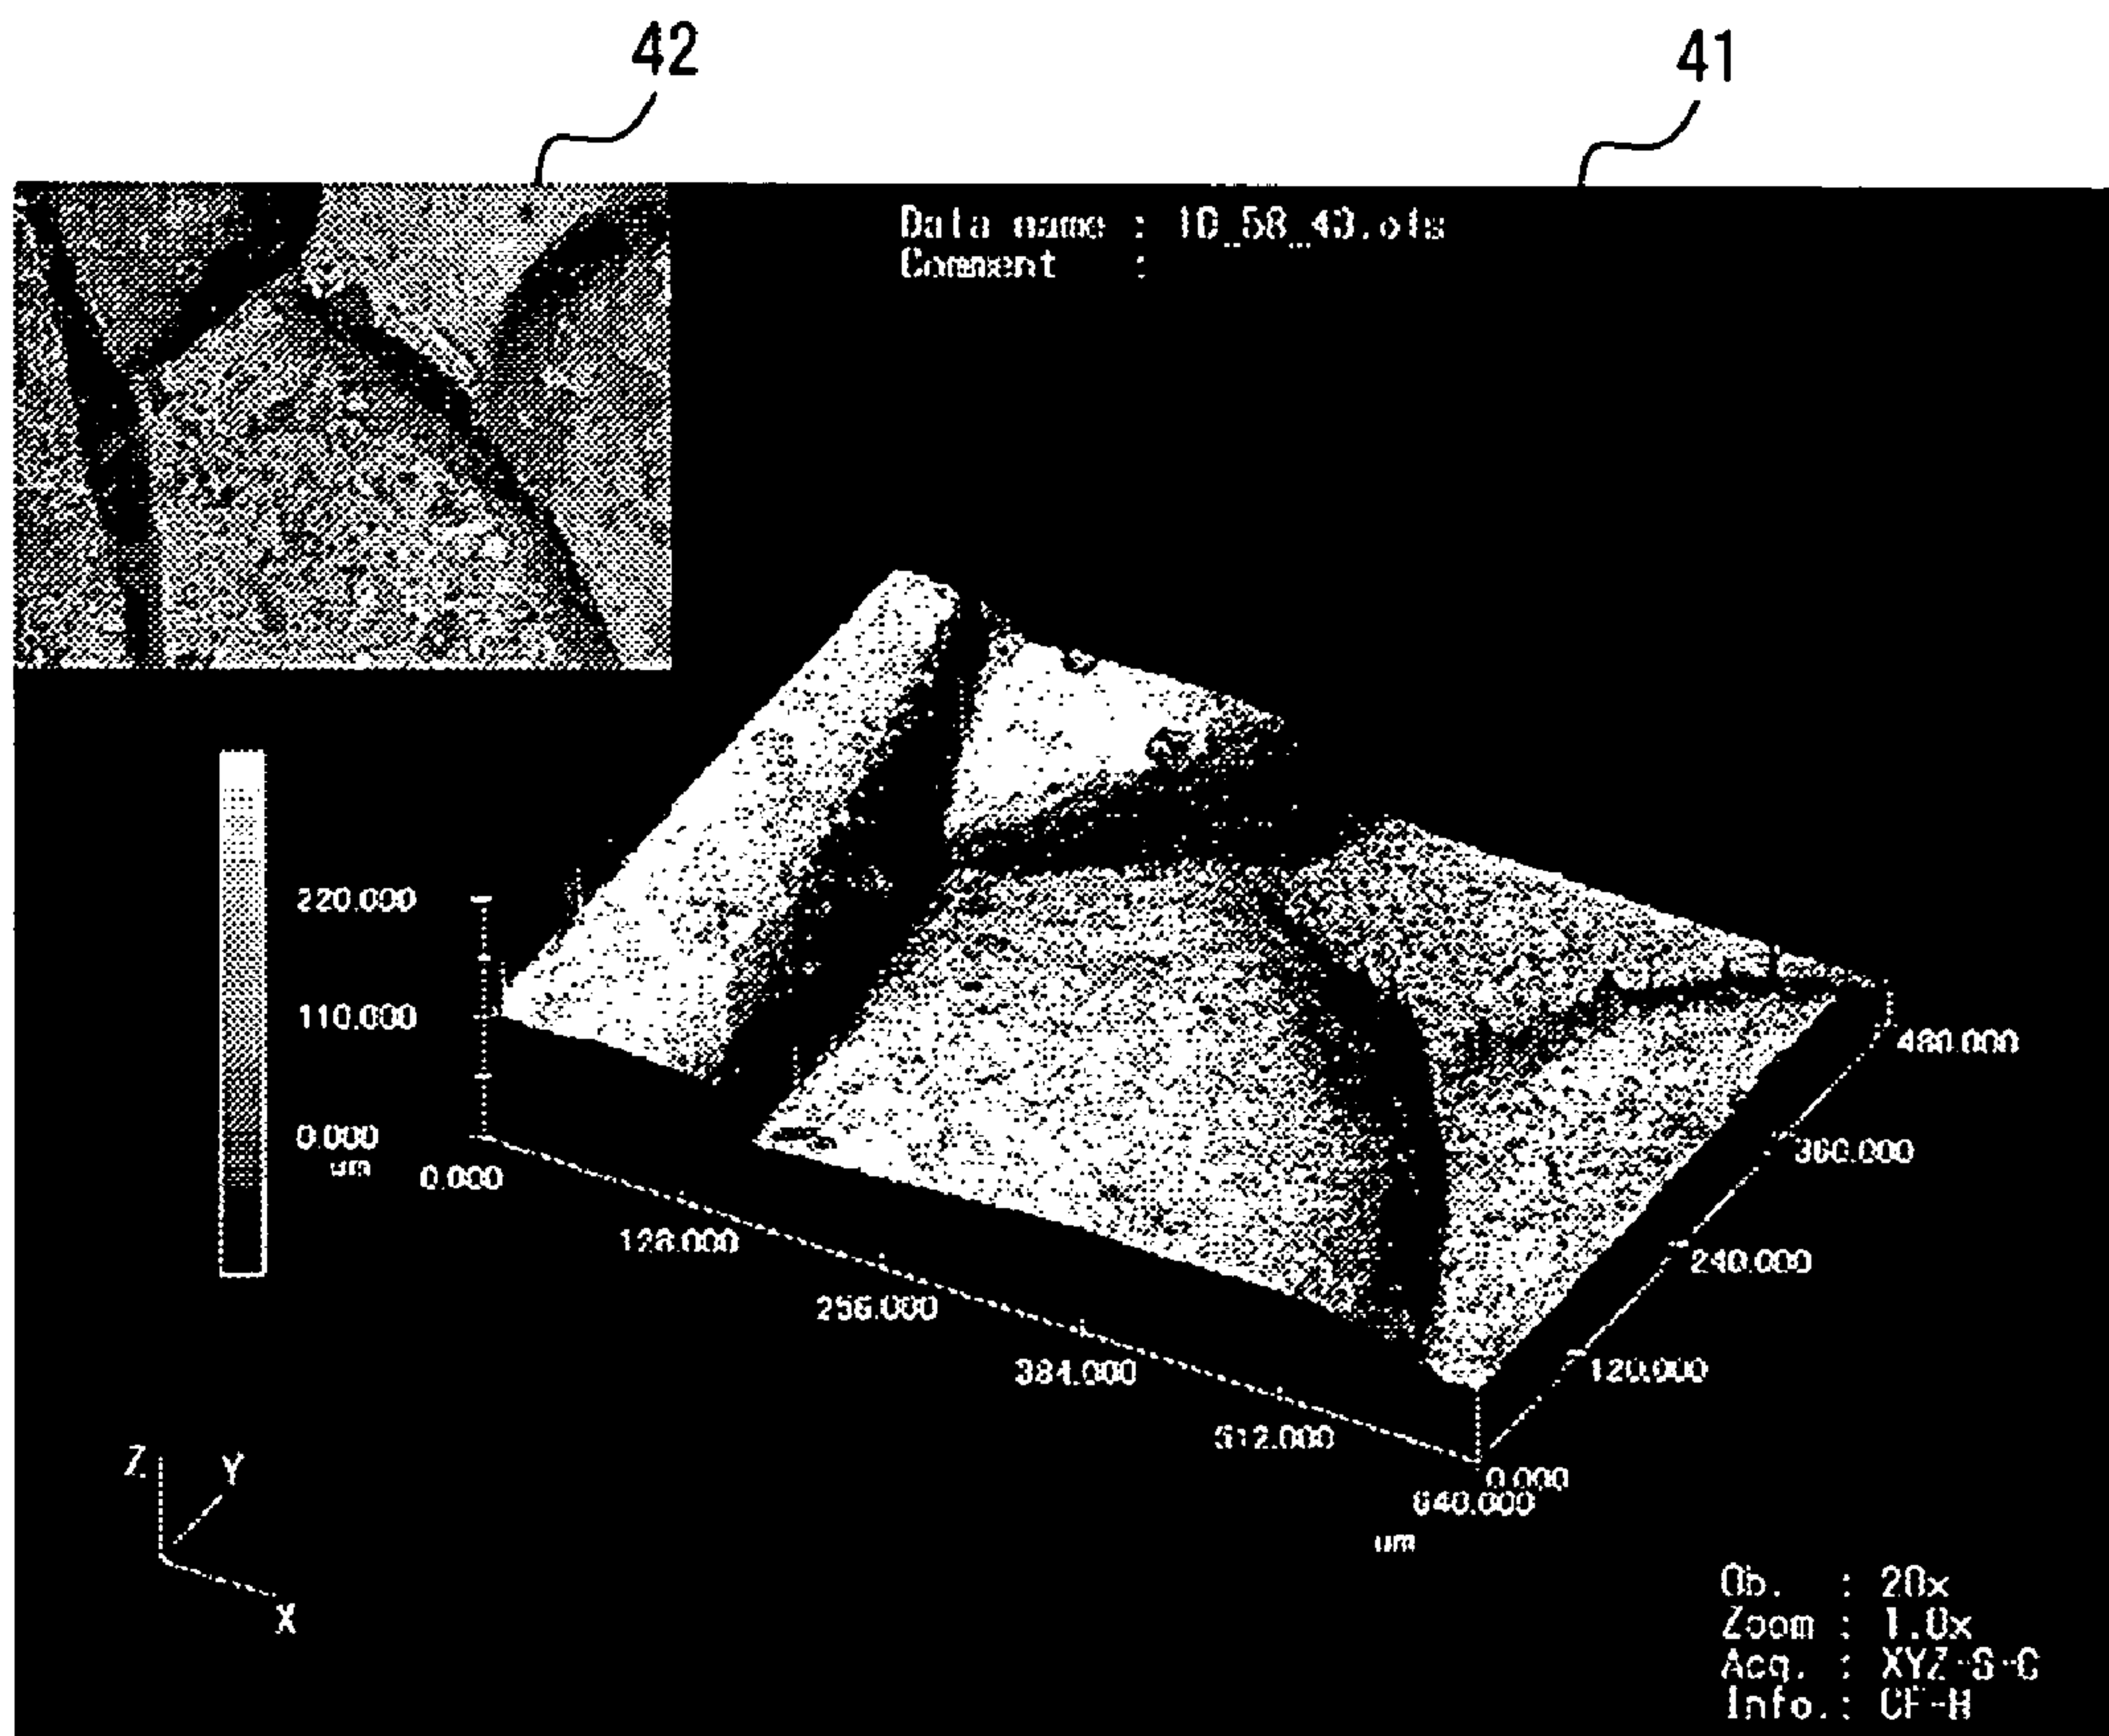 42
41
Data name : 10_58_43.ols
Comment :
220.000
110.000
0.000
um
0.000
128.000
256.000
384.000
512.000
640.000
um
0.000
120.000
240.000
360.000
480.000
Z
Y
X
Ob. : 20x
Zoom : 1.0x
Acq. : XYZ-S-C
Info. : CF-H